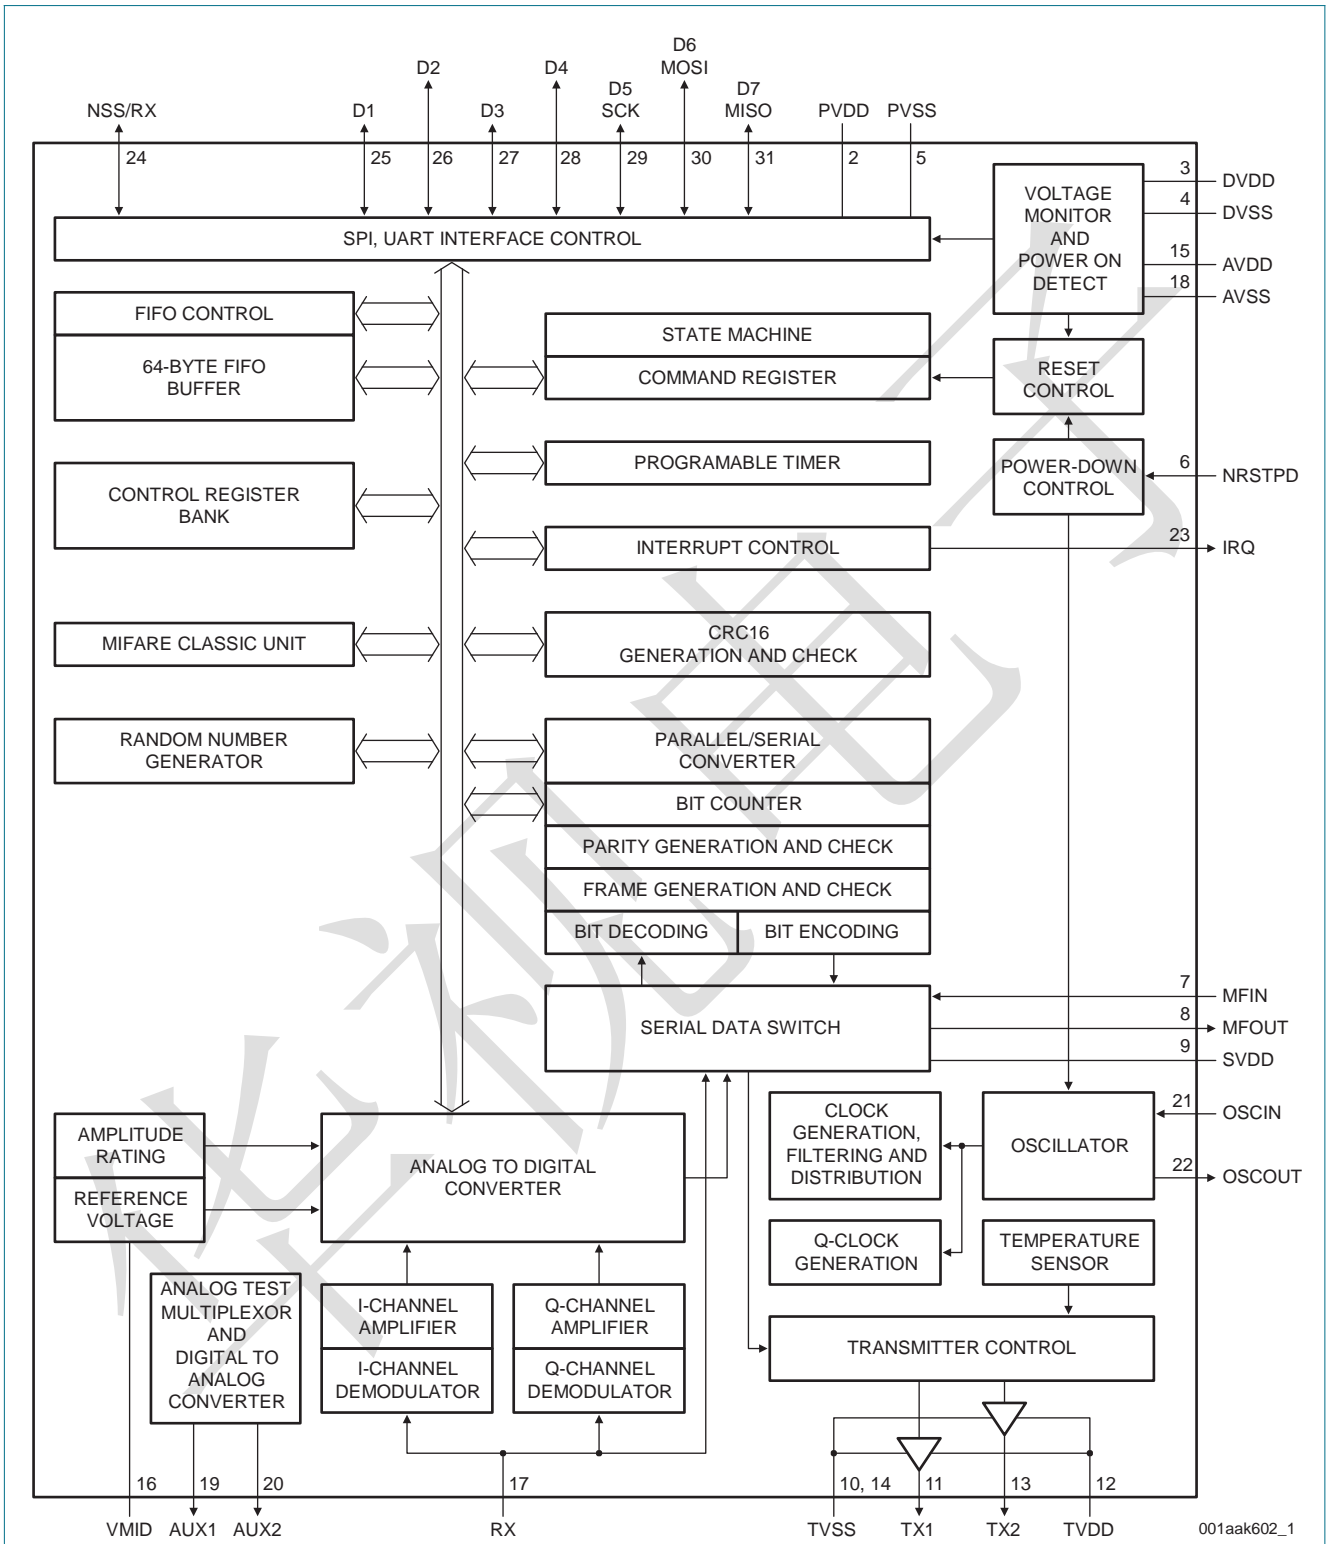 D6
D2 D4 MOSI
D5 D7
NSS/RX D1 D3 SCK MISO PVDD PVSS
24 25 26 27 28 29 30 31 2 5
SPI, UART INTERFACE CONTROL
VOLTAGE
MONITOR
AND
POWER ON
DETECT
3 DVDD
4 DVSS
15 AVDD
18 AVSS
FIFO CONTROL
64-BYTE FIFO
BUFFER
STATE MACHINE
COMMAND REGISTER
RESET
CONTROL
CONTROL REGISTER
BANK
PROGRAMABLE TIMER
POWER-DOWN
CONTROL
6 NRSTPD
INTERRUPT CONTROL
23 IRQ
MIFARE CLASSIC UNIT
CRC16
GENERATION AND CHECK
RANDOM NUMBER
GENERATOR
PARALLEL/SERIAL
CONVERTER
BIT COUNTER
PARITY GENERATION AND CHECK
FRAME GENERATION AND CHECK
BIT DECODING BIT ENCODING
SERIAL DATA SWITCH
7 MFIN
8 MFOUT
9 SVDD
AMPLITUDE
RATING
REFERENCE
VOLTAGE
ANALOG TO DIGITAL
CONVERTER
CLOCK
GENERATION,
FILTERING AND
DISTRIBUTION
OSCILLATOR
21 OSCIN
22 OSCOUT
Q-CLOCK
GENERATION
TEMPERATURE
SENSOR
ANALOG TEST
MULTIPLEXOR
AND
DIGITAL TO
ANALOG
CONVERTER
I-CHANNEL
AMPLIFIER
I-CHANNEL
DEMODULATOR
Q-CHANNEL
AMPLIFIER
Q-CHANNEL
DEMODULATOR
TRANSMITTER CONTROL
16 19 20 17 10, 14 11 13 12
VMID AUX1 AUX2 RX TVSS TX1 TX2 TVDD
001aak602_1
华视电子